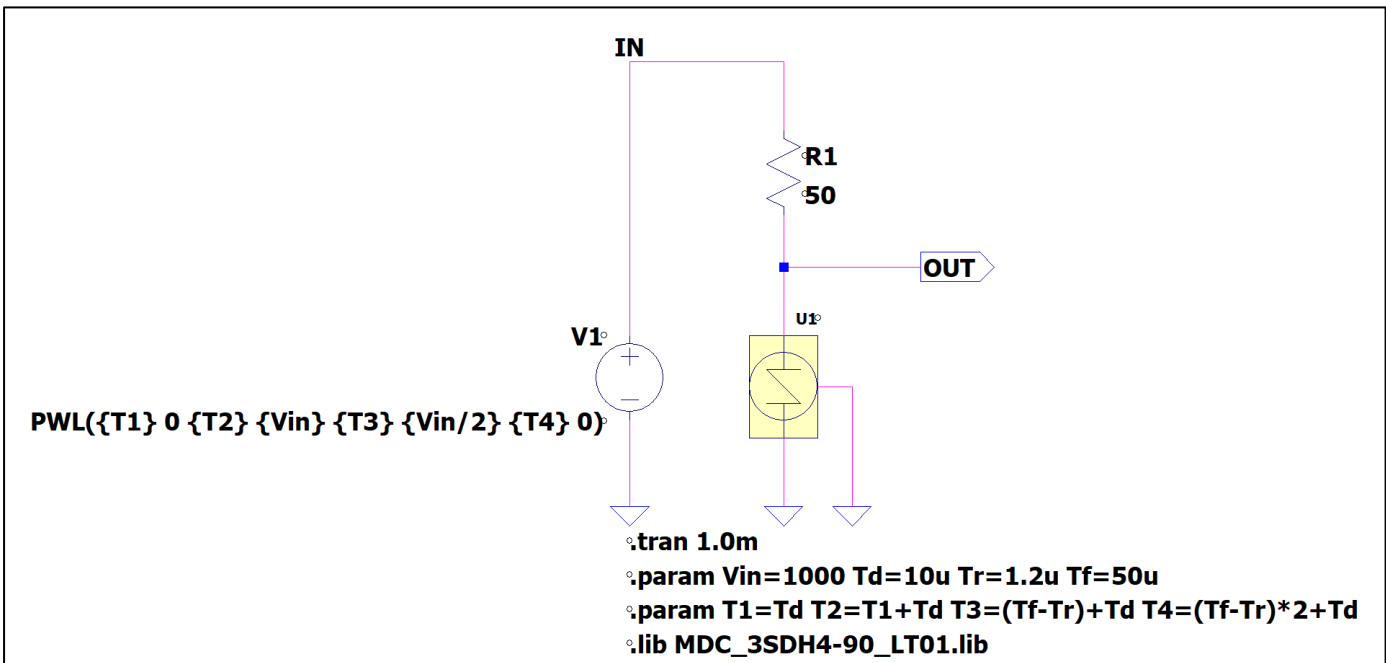 IN
R1
50
OUT
U1
V1
PWL({T1} 0 {T2} {Vin} {T3} {Vin/2} {T4} 0)
.tran 1.0m
.param Vin=1000 Td=10u Tr=1.2u Tf=50u
.param T1=Td T2=T1+Td T3=(Tf-Tr)+Td T4=(Tf-Tr)*2+Td
.lib MDC_3SDH4-90_LT01.lib